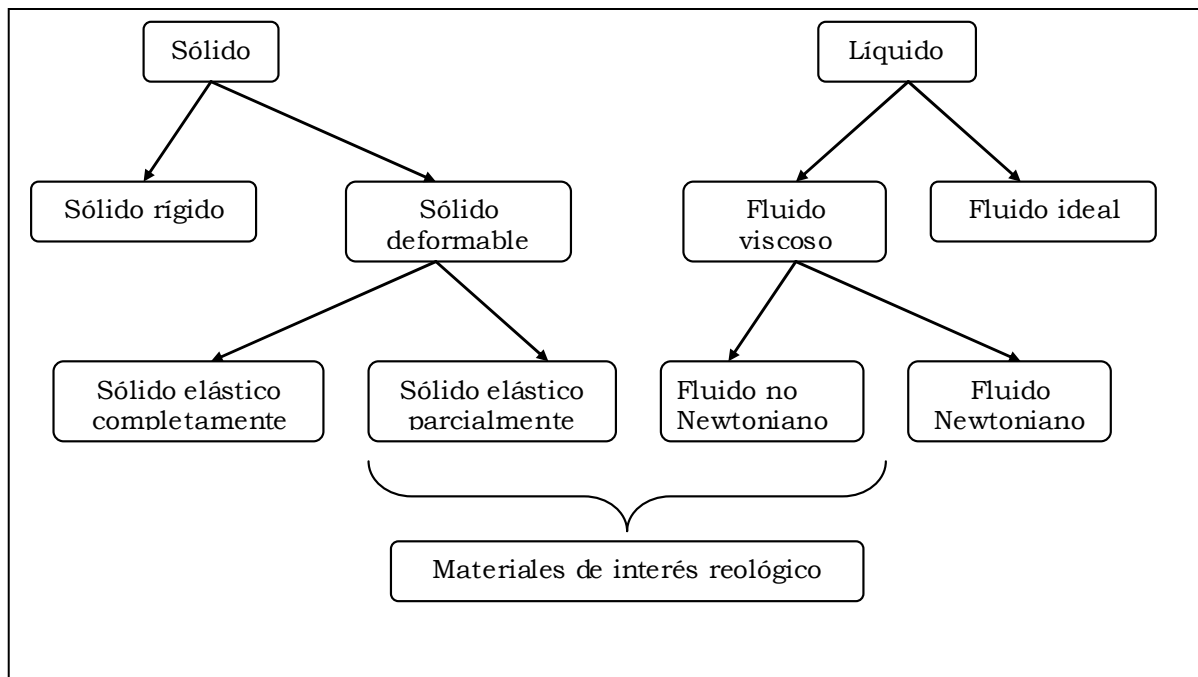 Sólido
Líquido
Sólido rígido
Sólido
deformable
Fluido
viscoso
Fluido ideal
Sólido elástico
completamente
Sólido elástico
parcialmente
Fluido no
Newtoniano
Fluido
Newtoniano
Materiales de interés reológico